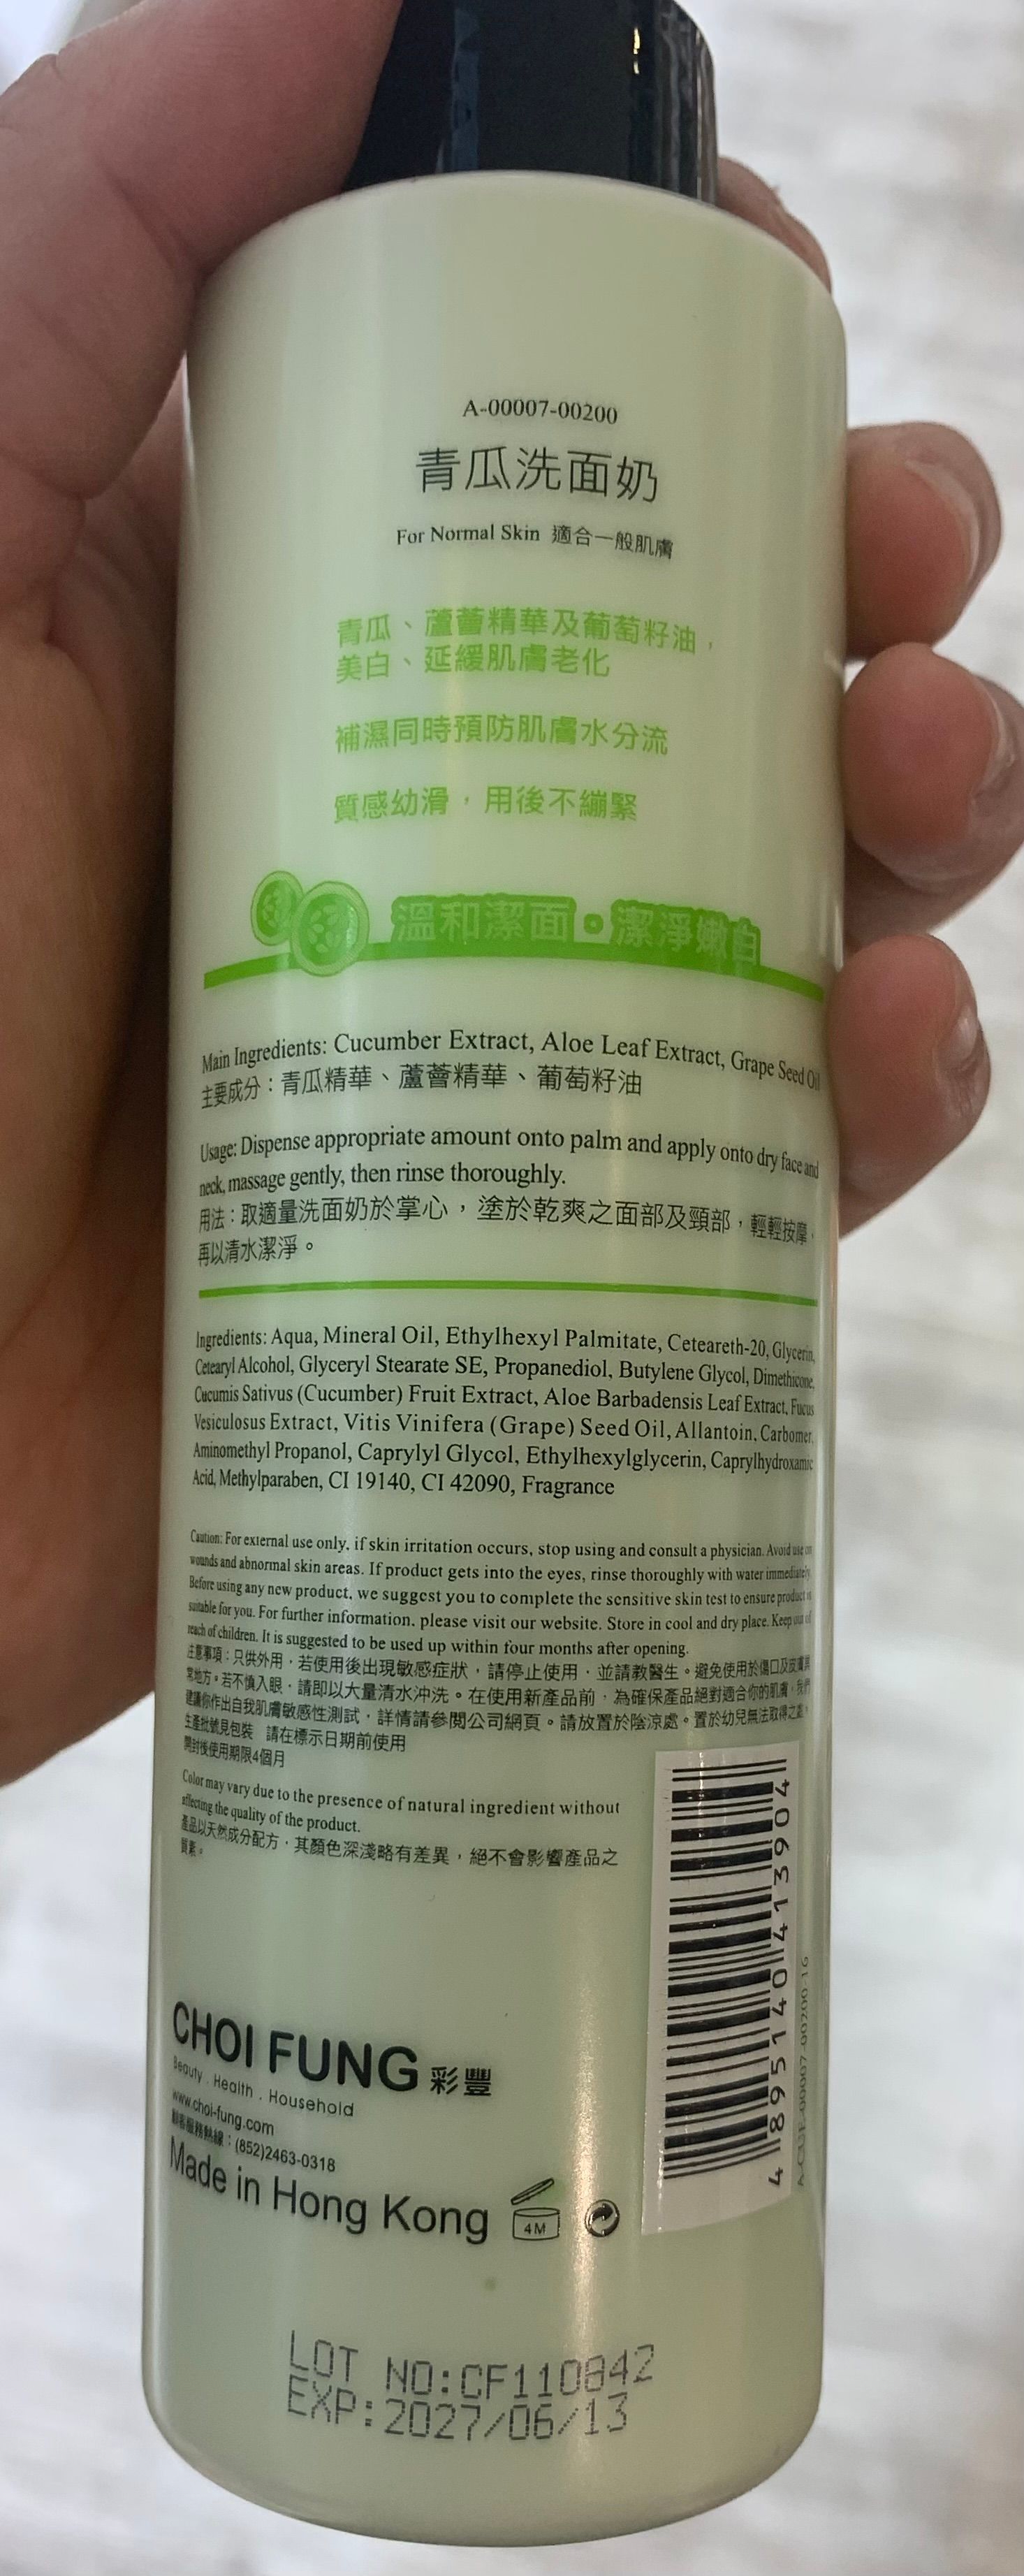 A-00007-00200
青瓜洗面奶
For Normal Skin 適合一般肌膚
青瓜、蘆薈精華及葡萄籽油，
美白、延緩肌膚老化
補濕同時預防肌膚水分流
質感幼滑，用後不繃緊
溫和潔面•潔淨嫩白
Main Ingredients: Cucumber Extract, Aloe Leaf Extract, Grape Seed Oil
主要成分：青瓜精華、蘆薈精華、葡萄籽油
Usage: Dispense appropriate amount onto palm and apply onto dry face and
neck, massage gently, then rinse thoroughly.
用法：取適量洗面奶於掌心，塗於乾爽之面部及頸部，輕輕按摩，
再以清水潔淨。
Ingredients: Aqua, Mineral Oil, Ethylhexyl Palmitate, Ceteareth-20, Glycerin,
Cetearyl Alcohol, Glyceryl Stearate SE, Propanediol, Butylene Glycol, Dimethicone,
Cucumis Sativus (Cucumber) Fruit Extract, Aloe Barbadensis Leaf Extract, Fucus
Vesiculosus Extract, Vitis Vinifera (Grape) Seed Oil, Allantoin, Carbomer,
Aminomethyl Propanol, Caprylyl Glycol, Ethylhexylglycerin, Caprylhydroxamic
Acid, Methylparaben, CI 19140, CI 42090, Fragrance
Caution: For external use only, if skin irritation occurs, stop using and consult a physician. Avoid use on
wounds and abnormal skin areas. If product gets into the eyes, rinse thoroughly with water immediately.
Before using any new product, we suggest you to complete the sensitive skin test to ensure product is
suitable for you. For further information, please visit our website. Store in cool and dry place. Keep out of
reach of children. It is suggested to be used up within four months after opening.
注意事項：只供外用，若使用後出現敏感症狀，請停止使用，並請教醫生。避免使用於傷口及皮膚異
常地方。若不慎入眼，請即以大量清水沖洗。在使用新產品前，為確保產品絕對適合你的肌膚，我們
建議你作出自我肌膚敏感性測試，詳情請參閱公司網頁。請放置於陰涼處。置於幼兒無法取得之處。
生產批號見包裝 請在標示日期前使用
開封後使用期限4個月
Color may vary due to the presence of natural ingredient without
affecting the quality of the product.
產品以天然成分配方，其顏色深淺略有差異，絕不會影響產品之
質素。
CHOI FUNG 彩豐
Beauty . Health . Household
www.choi-fung.com
顧客服務熱線：(852)2463-0318
Made in Hong Kong
4M
4 895140 413904
A-CUE-00007-00200-16
LOT NO:CF110842
EXP:2027/06/13